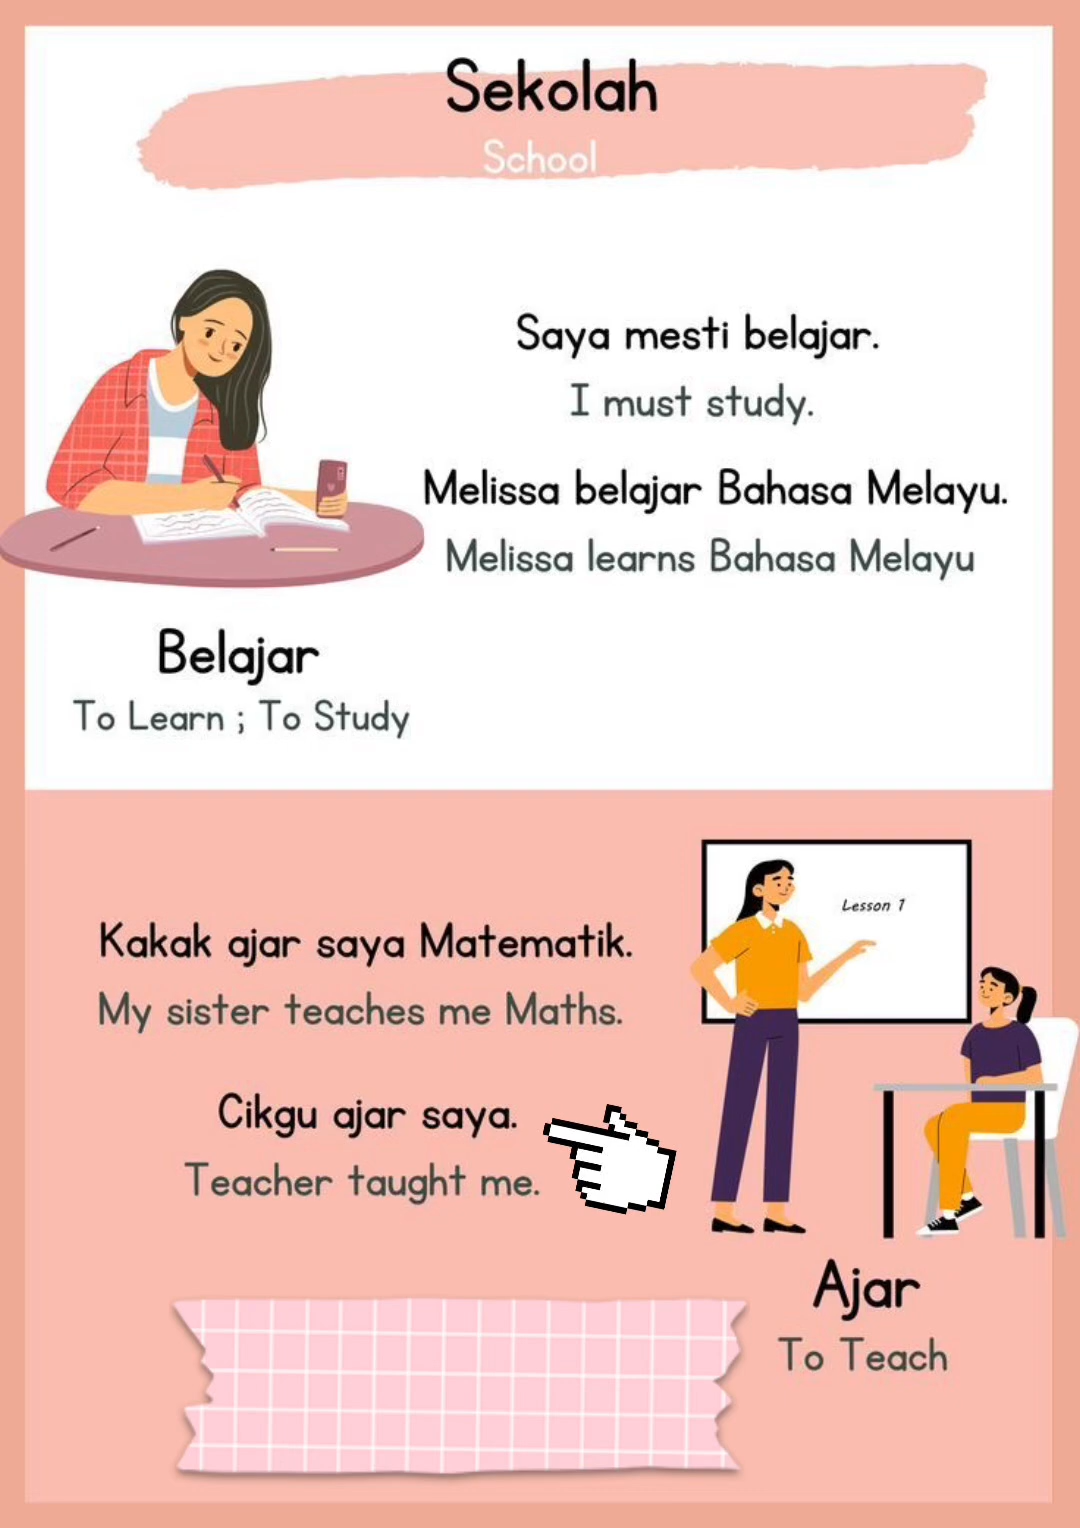 Sekolah
School
Saya mesti belajar.
I must study.
Melissa belajar Bahasa Melayu.
Melissa learns Bahasa Melayu
Belajar
To Learn ; To Study
Lesson 1
Kakak ajar saya Matematik.
My sister teaches me Maths.
Cikgu ajar saya.
Teacher taught me.
Ajar
To Teach